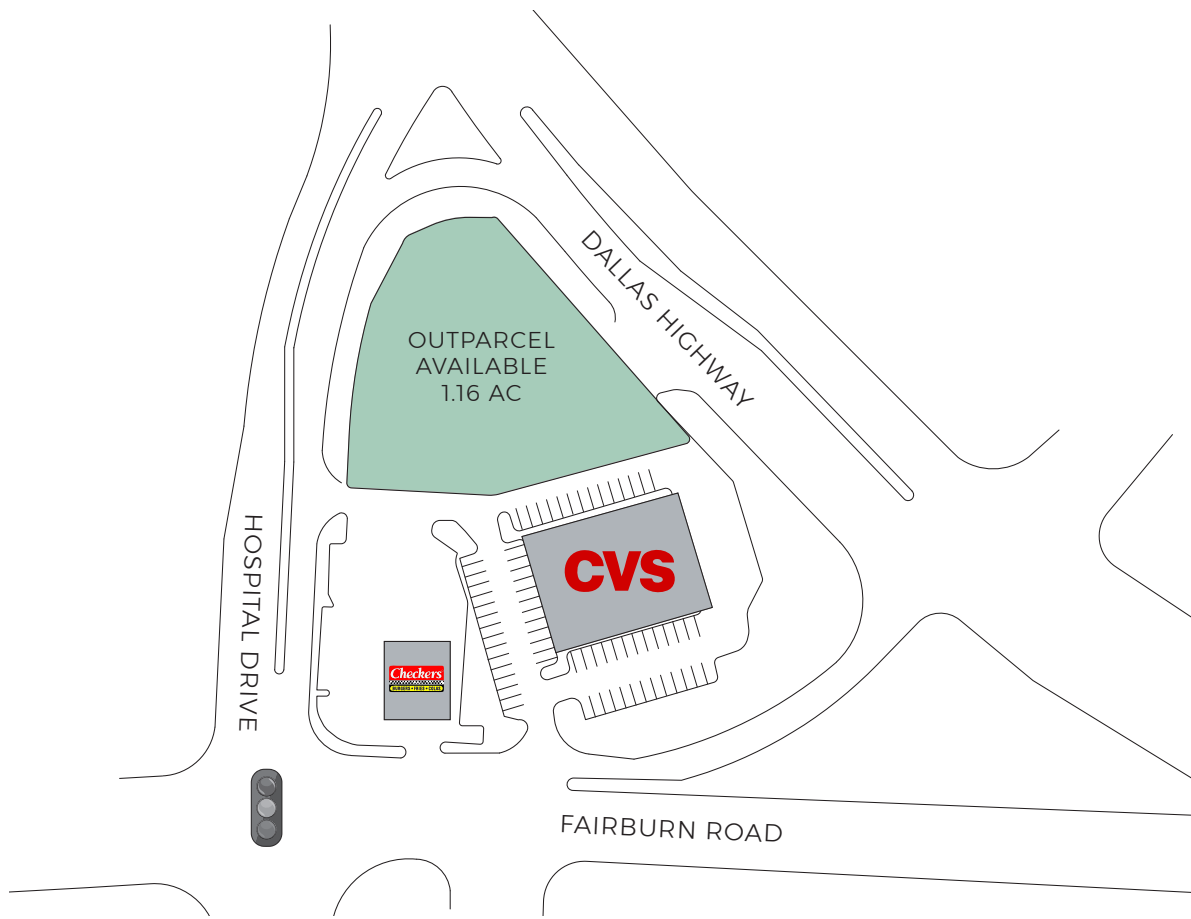 DALLAS HIGHWAY
OUTPARCEL
AVAILABLE
1.16 AC
HOSPITAL DRIVE
CVS
Checkers
BURGERS • FRIES • COLAS
FAIRBURN ROAD